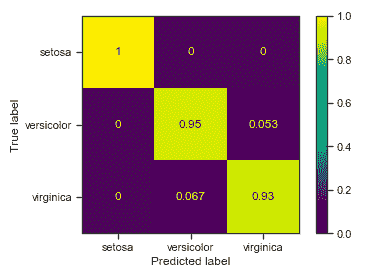 1.0
setosa 1 0 0
0.8
True label
0.6
versicolor 0 0.95 0.053
0.4
virginica 0 0.067 0.93
0.2
0.0
setosa versicolor virginica
Predicted label